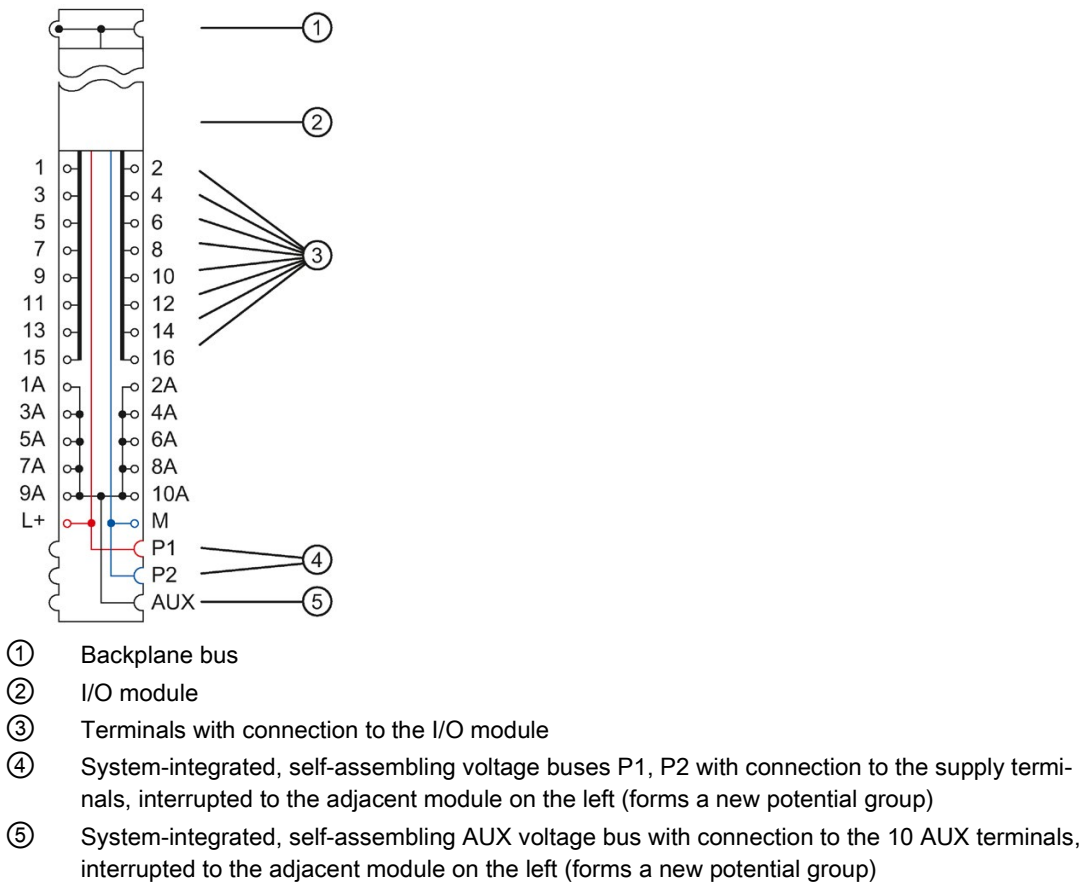 ①
②
1 2
3 4
5 6
7 8
③
9 10
11 12
13 14
15 16
1A 2A
3A 4A
5A 6A
7A 8A
9A 10A
L+ M
P1
④
P2
AUX ⑤
① Backplane bus
② I/O module
③ Terminals with connection to the I/O module
④ System-integrated, self-assembling voltage buses P1, P2 with connection to the supply termi-
nals, interrupted to the adjacent module on the left (forms a new potential group)
⑤ System-integrated, self-assembling AUX voltage bus with connection to the 10 AUX terminals,
interrupted to the adjacent module on the left (forms a new potential group)